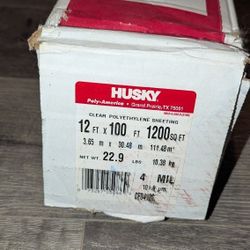 HUSKY
Poly-America • Grand Prairie, TX 75051
CLEAR POLYETHYLENE SHEETING
12 FT X 100 FT 1200 SQ FT
3.65 m x 30.48 m 111.48 m²
NET WT 22.9 LBS 10.38 kg
4 MIL